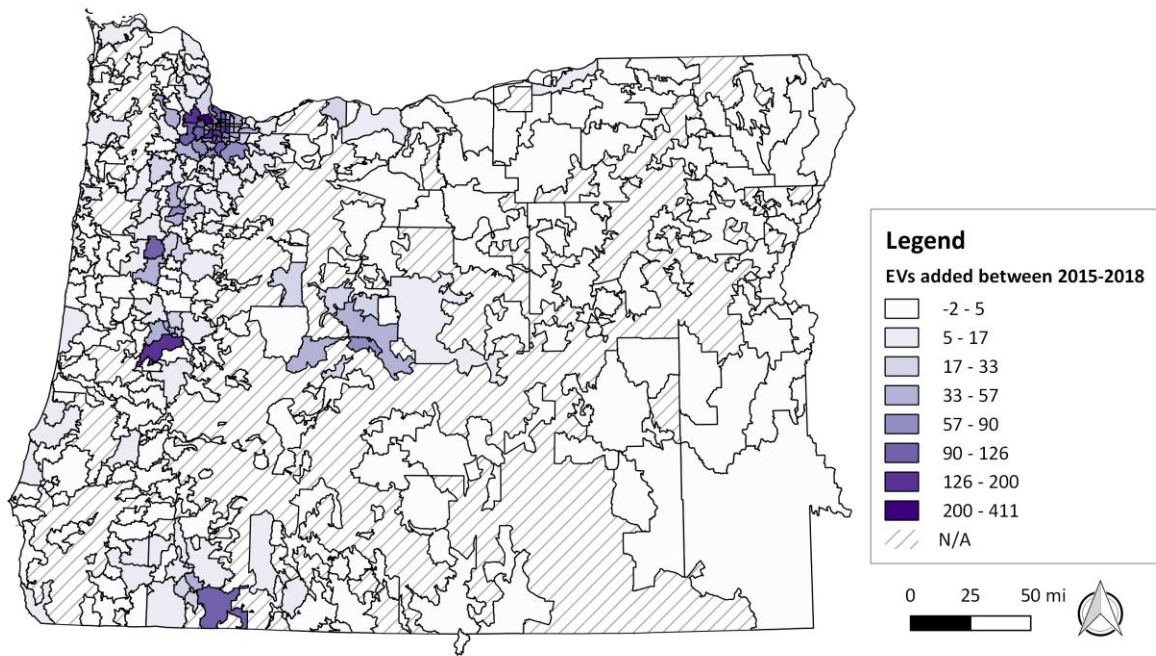 Legend
EVs added between 2015-2018
-2 - 5
5 - 17
17 - 33
33 - 57
57 - 90
90 - 126
126 - 200
200 - 411
N/A
0 25 50 mi